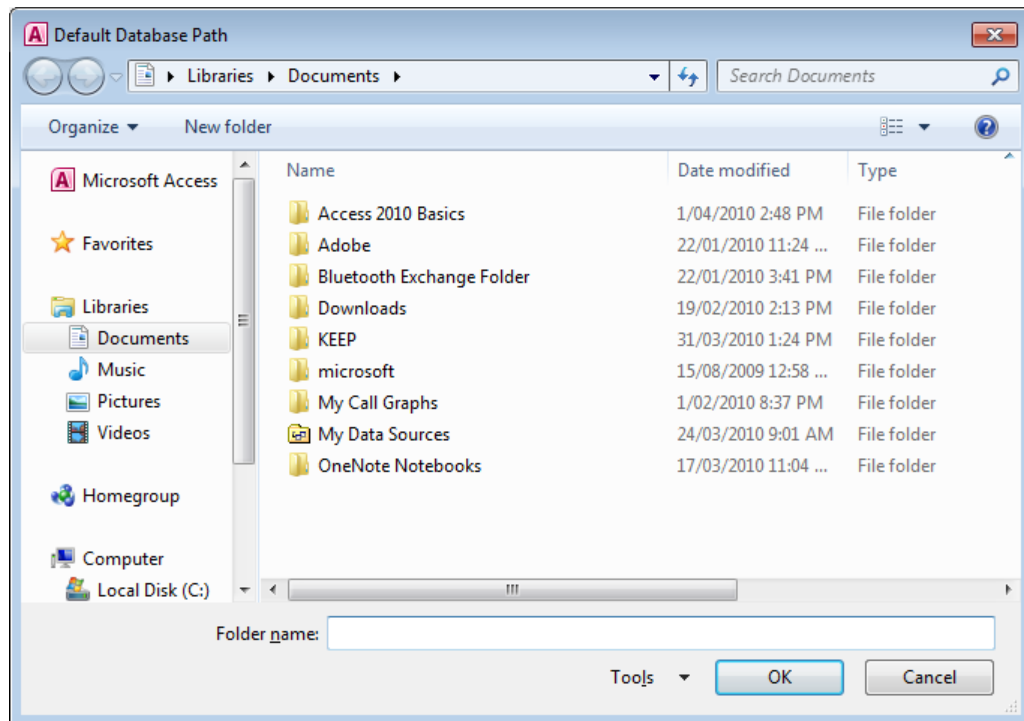 Default Database Path
Libraries Documents
Search Documents
Organize New folder
Name Date modified Type
Microsoft Access
Favorites
Libraries
Documents
Music
Pictures
Videos
Homegroup
Computer
Local Disk (C:)
Access 2010 Basics 1/04/2010 2:48 PM File folder
Adobe 22/01/2010 11:24 ... File folder
Bluetooth Exchange Folder 22/01/2010 3:41 PM File folder
Downloads 19/02/2010 2:13 PM File folder
KEEP 31/03/2010 1:24 PM File folder
microsoft 15/08/2009 12:58 ... File folder
My Call Graphs 1/02/2010 8:37 PM File folder
My Data Sources 24/03/2010 9:01 AM File folder
OneNote Notebooks 17/03/2010 11:04 ... File folder
Folder name:
Tools OK Cancel